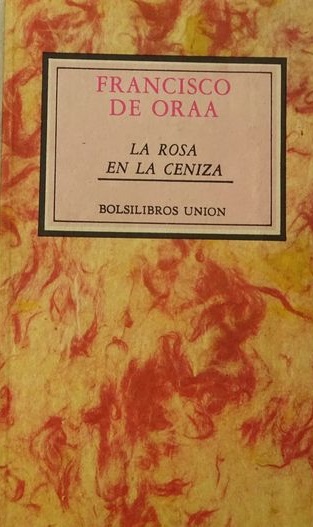 FRANCISCO
DE ORAA
LA ROSA
EN LA CENIZA
BOLSILIBROS UNION